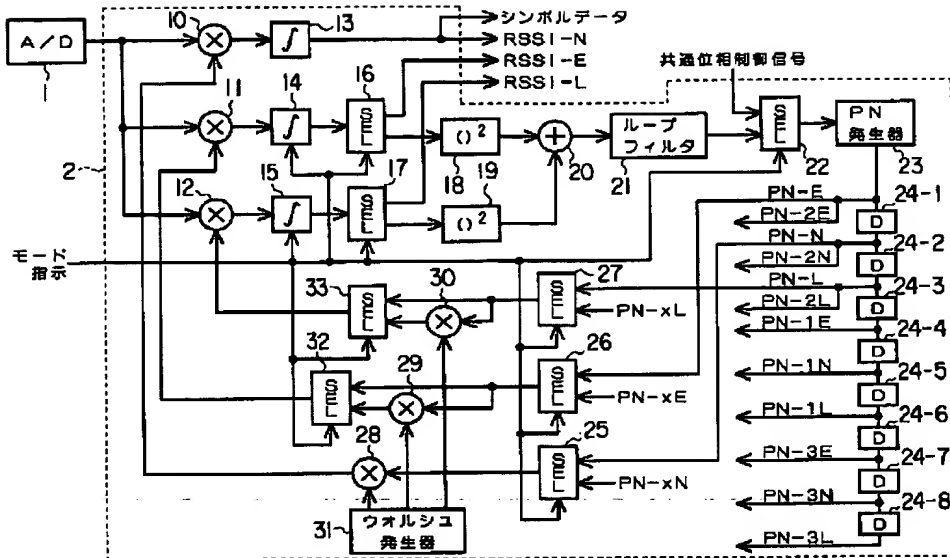 A/D
10
13
シンボルデータ
RSSI-N
RSSI-E
RSSI-L
共通位相制御信号
11
14
16
∫
SEL
()²
18
+
20
ループ
フィルタ
21
SEL
22
PN
発生器
23
2
12
15
17
∫
SEL
()²
19
モード
指示
PN-E
PN-2E
PN-N
PN-2N
PN-L
PN-2L
PN-1E
PN-1N
PN-1L
PN-3E
PN-3N
PN-3L
24-1
D
24-2
D
24-3
D
24-4
D
24-5
D
24-6
D
24-7
D
24-8
D
33
SEL
30
27
SEL
PN-xL
32
SEL
29
26
SEL
PN-xE
28
25
SEL
PN-xN
31
ウォルシュ
発生器